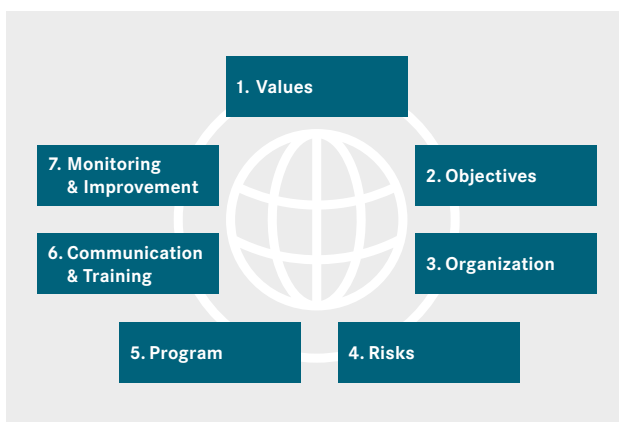 1. Values
2. Objectives
3. Organization
4. Risks
5. Program
6. Communication
& Training
7. Monitoring
& Improvement